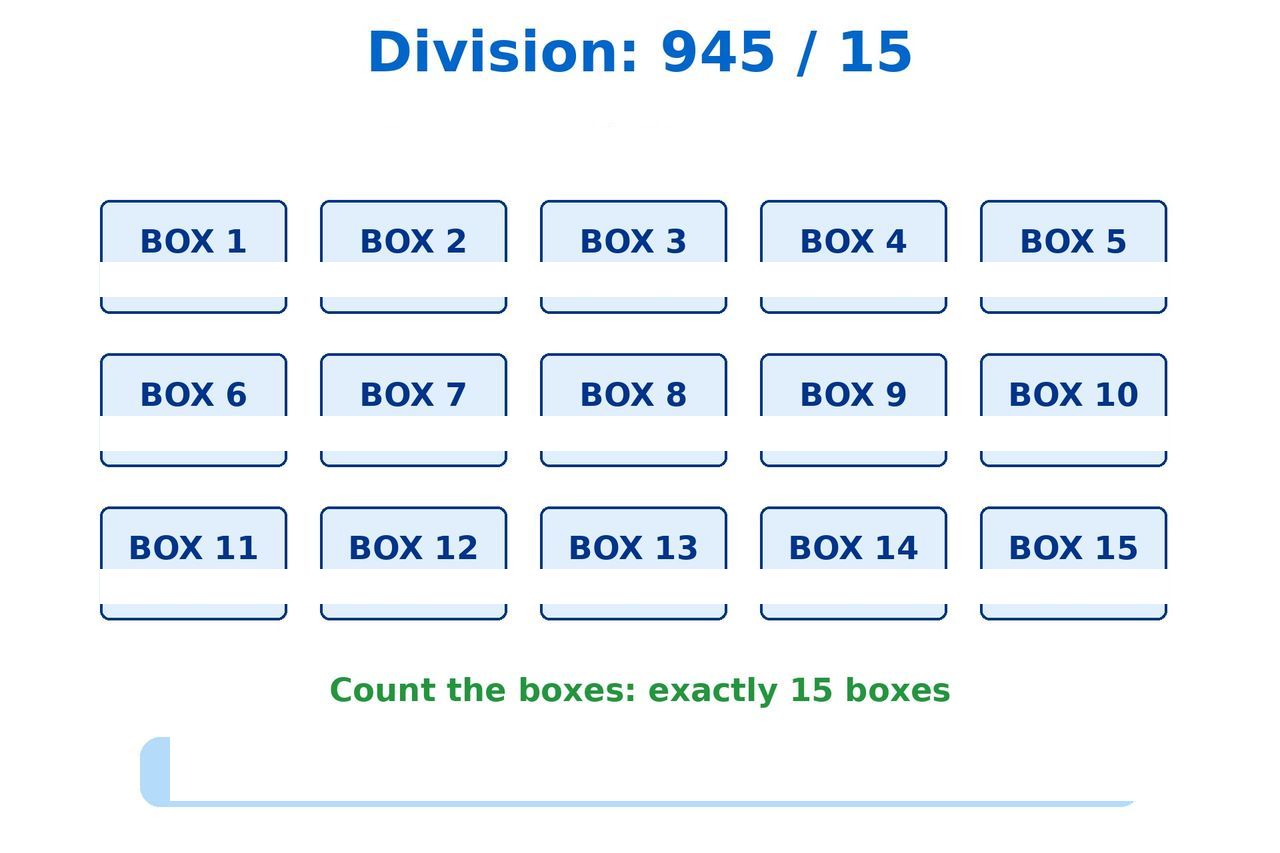 Division: 945 / 15
BOX 1 BOX 2 BOX 3 BOX 4 BOX 5
BOX 6 BOX 7 BOX 8 BOX 9 BOX 10
BOX 11 BOX 12 BOX 13 BOX 14 BOX 15
Count the boxes: exactly 15 boxes